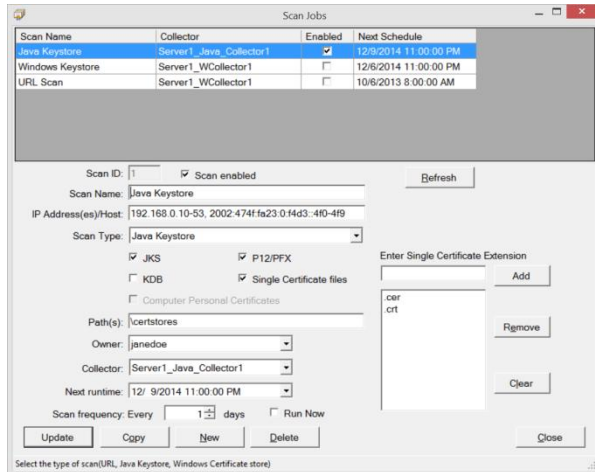 Scan Jobs
Scan Name Collector Enabled Next Schedule
Java Keystore Server1_Java_Collector1 12/9/2014 11:00:00 PM
Windows Keystore Server1_WCollector1 12/6/2014 11:00:00 PM
URL Scan Server1_WCollector1 10/6/2013 8:00:00 AM
Scan ID: 1 Scan enabled Refresh
Scan Name: Java Keystore
IP Address(es)/Host: 192.168.0.10-53, 2002:474f:fa23:0:f4d3::4f0-4f9
Scan Type: Java Keystore
JKS P12/PFX Enter Single Certificate Extension
KDB Single Certificate files Add
Computer Personal Certificates .cer
.crt
Path(s): \certstores Remove
Owner: janedoe
Collector: Server1_Java_Collector1 Clear
Next runtime: 12/ 9/2014 11:00:00 PM
Scan frequency: Every 1 days Run Now
Update Copy New Delete Close
Select the type of scan(URL, Java Keystore, Windows Certificate store)